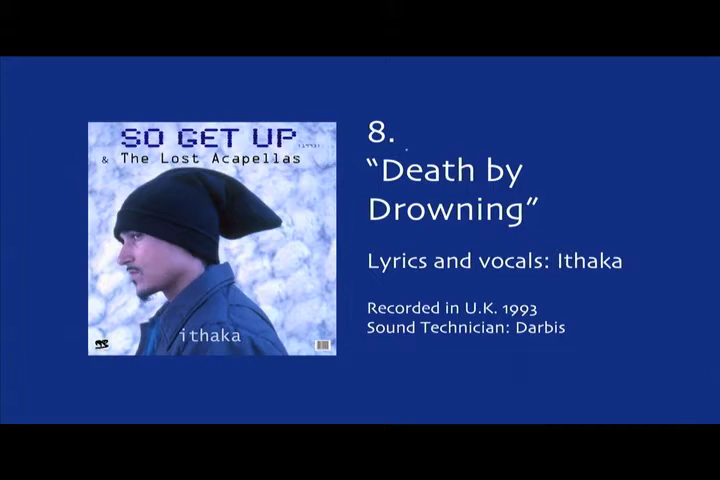 SO GET UP
(1993)
& The Lost Acapellas
ithaka
8.
“Death by
Drowning”
Lyrics and vocals: Ithaka
Recorded in U.K. 1993
Sound Technician: Darbis